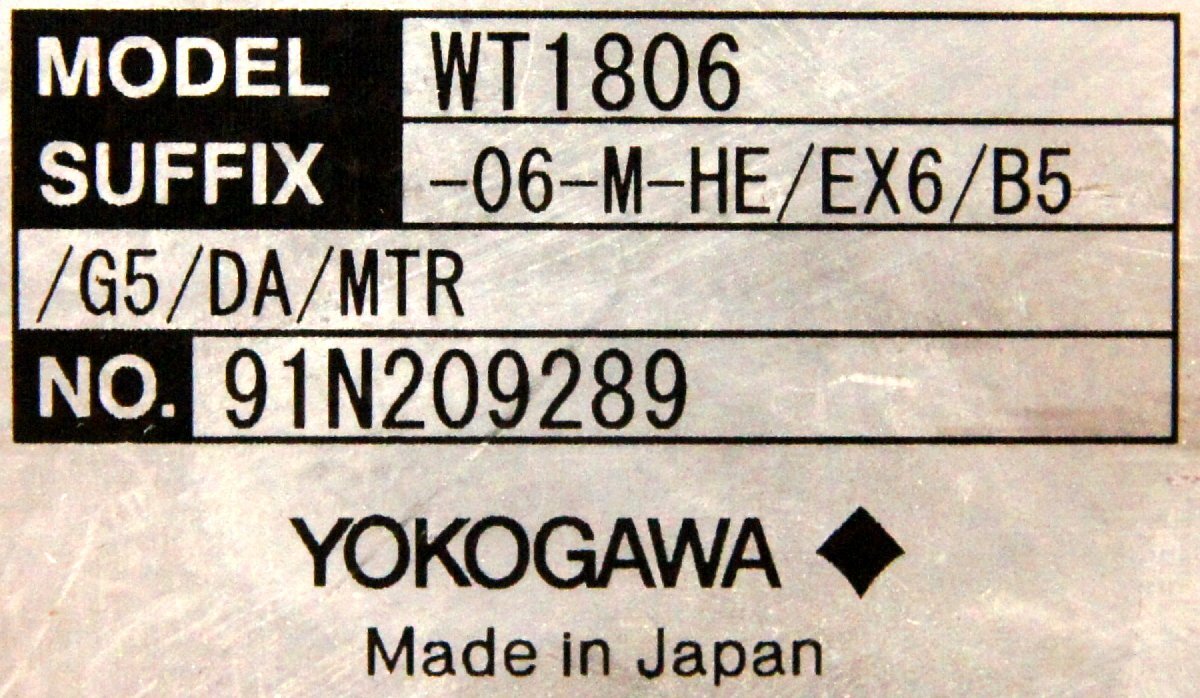 MODEL WT1806
SUFFIX -06-M-HE/EX6/B5
/G5/DA/MTR
NO. 91N209289
YOKOGAWA
Made in Japan